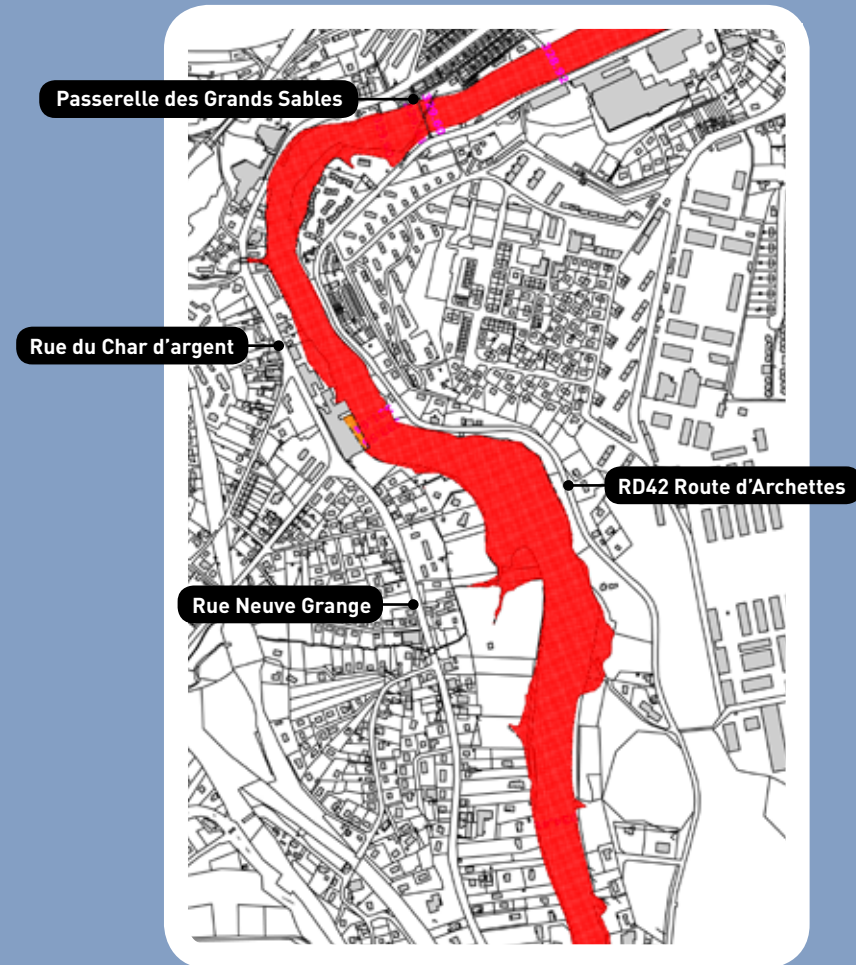 Passerelle des Grands Sables
Rue du Char d'argent
RD42 Route d'Archettes
Rue Neuve Grange